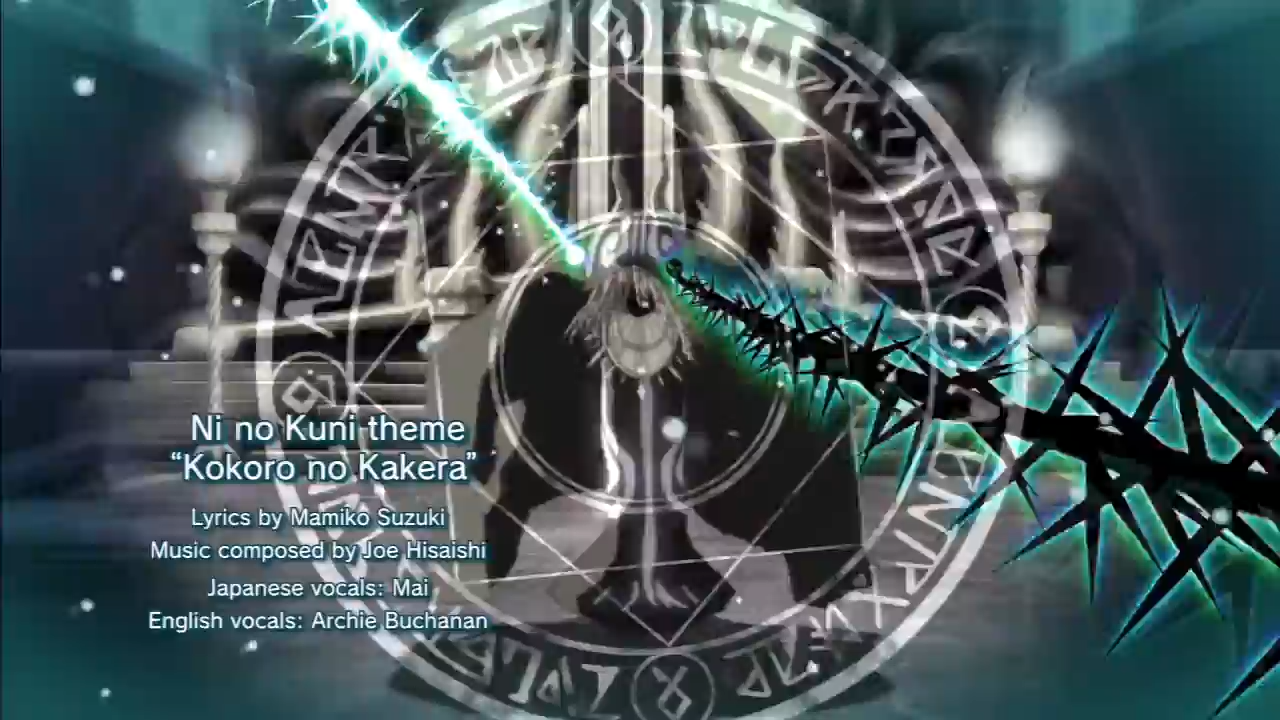 Ni no Kuni theme
“Kokoro no Kakera”
Lyrics by Mamiko Suzuki
Music composed by Joe Hisaishi
Japanese vocals: Mai
English vocals: Archie Buchanan